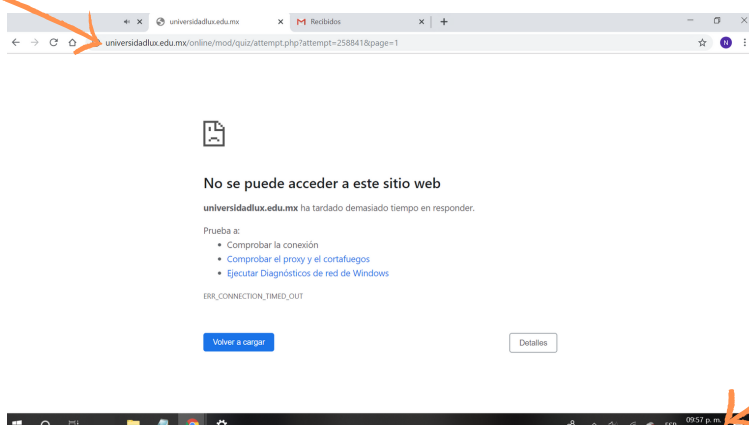 universidadlux.edu.mx
Recibidos
universidadlux.edu.mx/online/mod/quiz/attempt.php?attempt=258841&page=1
N
No se puede acceder a este sitio web
universidadlux.edu.mx ha tardado demasiado tiempo en responder.
Prueba a:
Comprobar la conexión
Comprobar el proxy y el cortafuegos
Ejecutar Diagnósticos de red de Windows
ERR_CONNECTION_TIMED_OUT
Volver a cargar
Detalles
09:57 p. m.